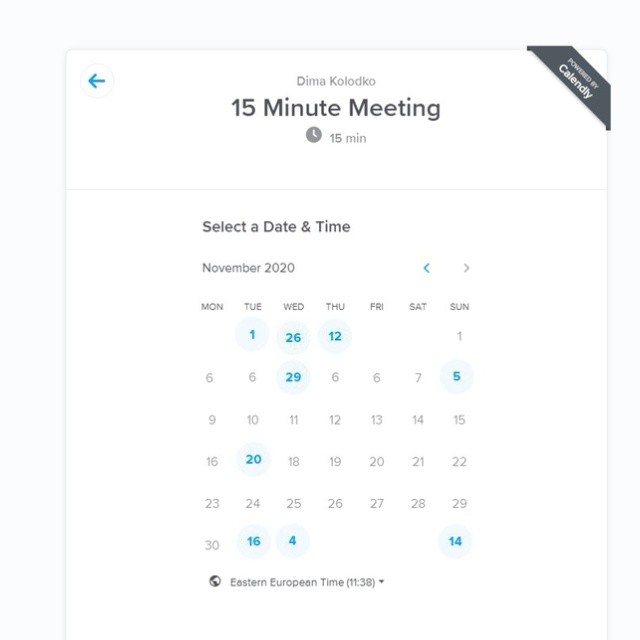 POWERED BY
Calendly
Dima Kolodko
15 Minute Meeting
15 min
Select a Date & Time
November 2020
MON TUE WED THU FRI SAT SUN
1 26 12 1
6 6 29 6 6 7 5
9 10 11 12 13 14 15
16 20 18 19 20 21 22
23 24 25 26 27 28 29
30 16 4 14
Eastern European Time (11:38)